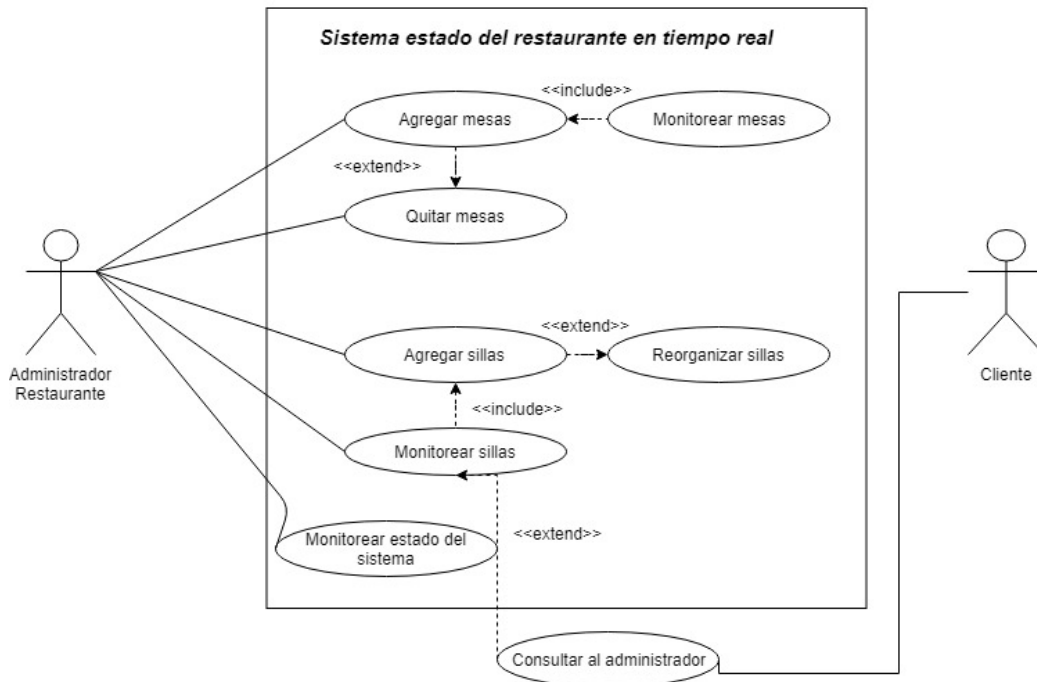 Sistema estado del restaurante en tiempo real
<<include>>
Agregar mesas
Monitorear mesas
<<extend>>
Quitar mesas
<<extend>>
Agregar sillas
Reorganizar sillas
Administrador
Restaurante
Cliente
<<include>>
Monitorear sillas
<<extend>>
Monitorear estado del
sistema
Consultar al administrador